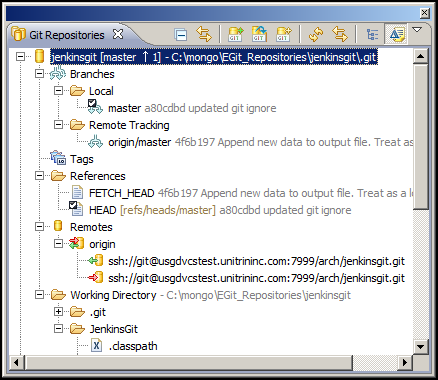 Git Repositories
jenkinsgit [master ↑ 1] - C:\mongo\EGit_Repositories\jenkinsgit\.git
Branches
Local
master a80cdbd updated git ignore
Remote Tracking
origin/master 4f6b197 Append new data to output file. Treat as
Tags
References
FETCH_HEAD 4f6b197 Append new data to output file. Treat as a lo
HEAD [refs/heads/master] a80cdbd updated git ignore
Remotes
origin
ssh://git@usgdvcstest.unitrininc.com:7999/arch/jenkinsgit.git
ssh://git@usgdvcstest.unitrininc.com:7999/arch/jenkinsgit.git
Working Directory - C:\mongo\EGit_Repositories\jenkinsgit
.git
JenkinsGit
.classpath